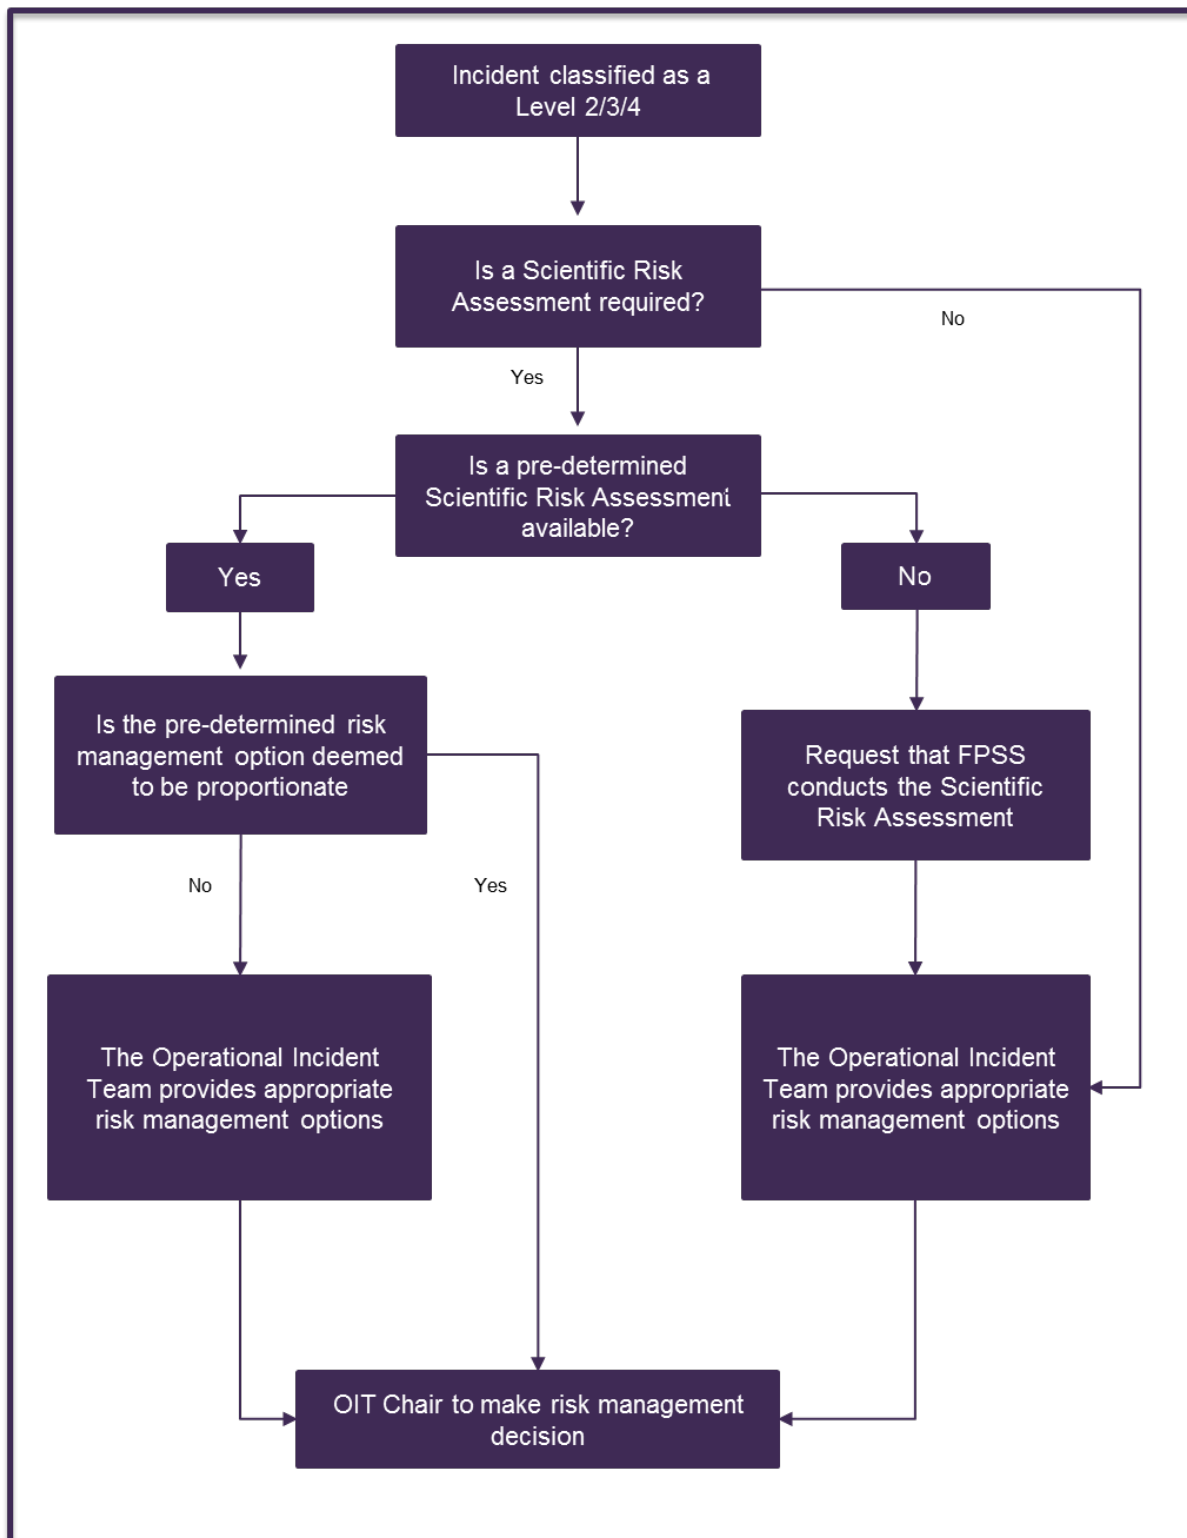 Incident classified as a
Level 2/3/4
Is a Scientific Risk
Assessment required?
No
Yes
Is a pre-determined
Scientific Risk Assessment
available?
Yes
No
Is the pre-determined risk
management option deemed
to be proportionate
Request that FPSS
conducts the Scientific
Risk Assessment
No
Yes
The Operational Incident
Team provides appropriate
risk management options
The Operational Incident
Team provides appropriate
risk management options
OIT Chair to make risk management
decision